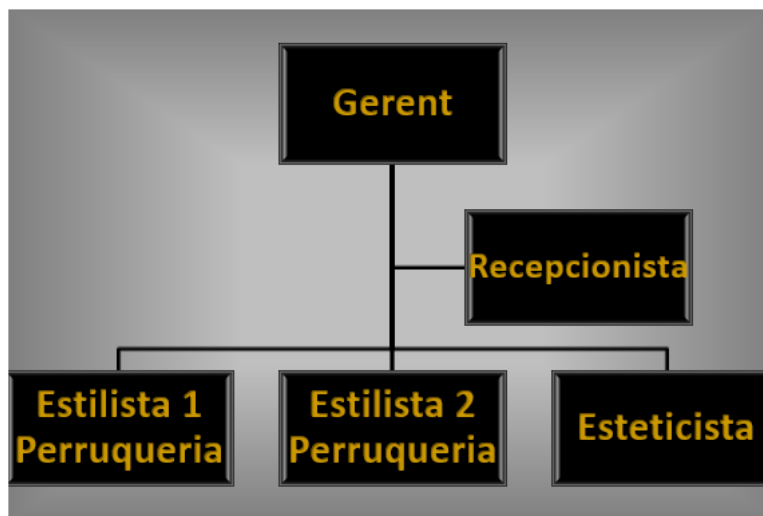 Gerent
Recepcionista
Estilista 1
Perruqueria
Estilista 2
Perruqueria
Esteticista